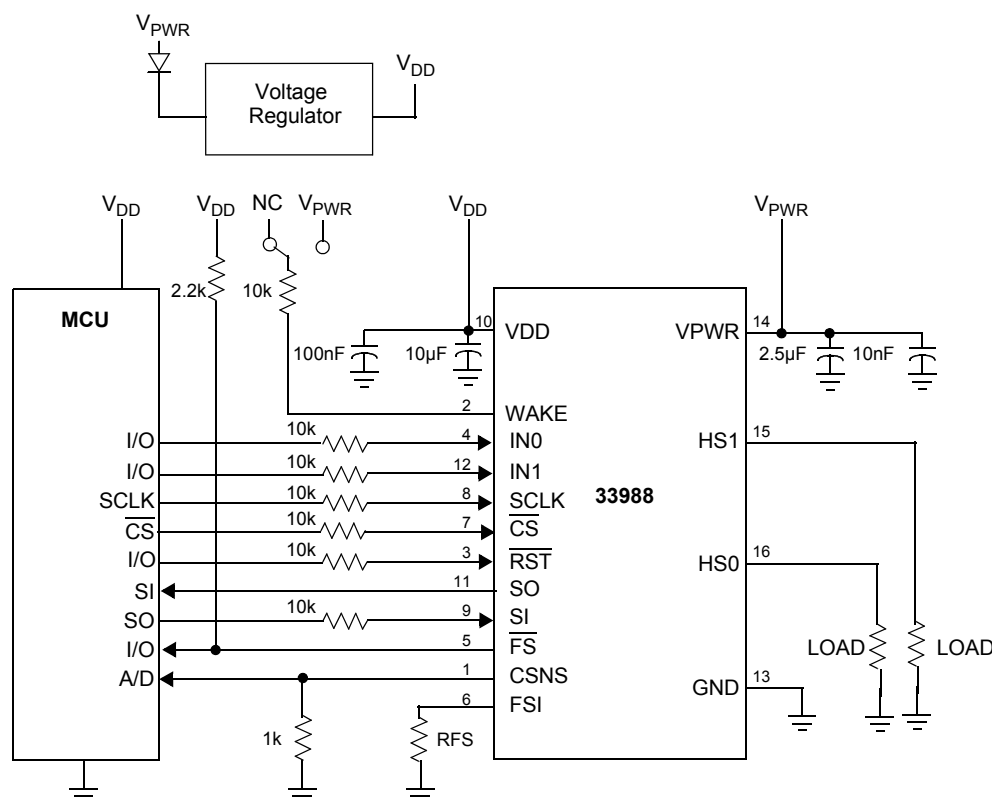 VPWR
Voltage
Regulator
VDD
VDD
VDD
NC
VPWR
VDD
VPWR
2.2k
10k
MCU
10
VDD
VPWR
14
100nF
10µF
2.5µF
10nF
2
WAKE
I/O
10k
4
IN0
HS1
15
I/O
10k
12
IN1
SCLK
10k
8
SCLK
33988
CS
10k
7
CS
I/O
10k
3
RST
HS0
16
SI
11
SO
SO
10k
9
SI
I/O
5
FS
LOAD
LOAD
A/D
1
CSNS
GND
13
6
FSI
1k
RFS